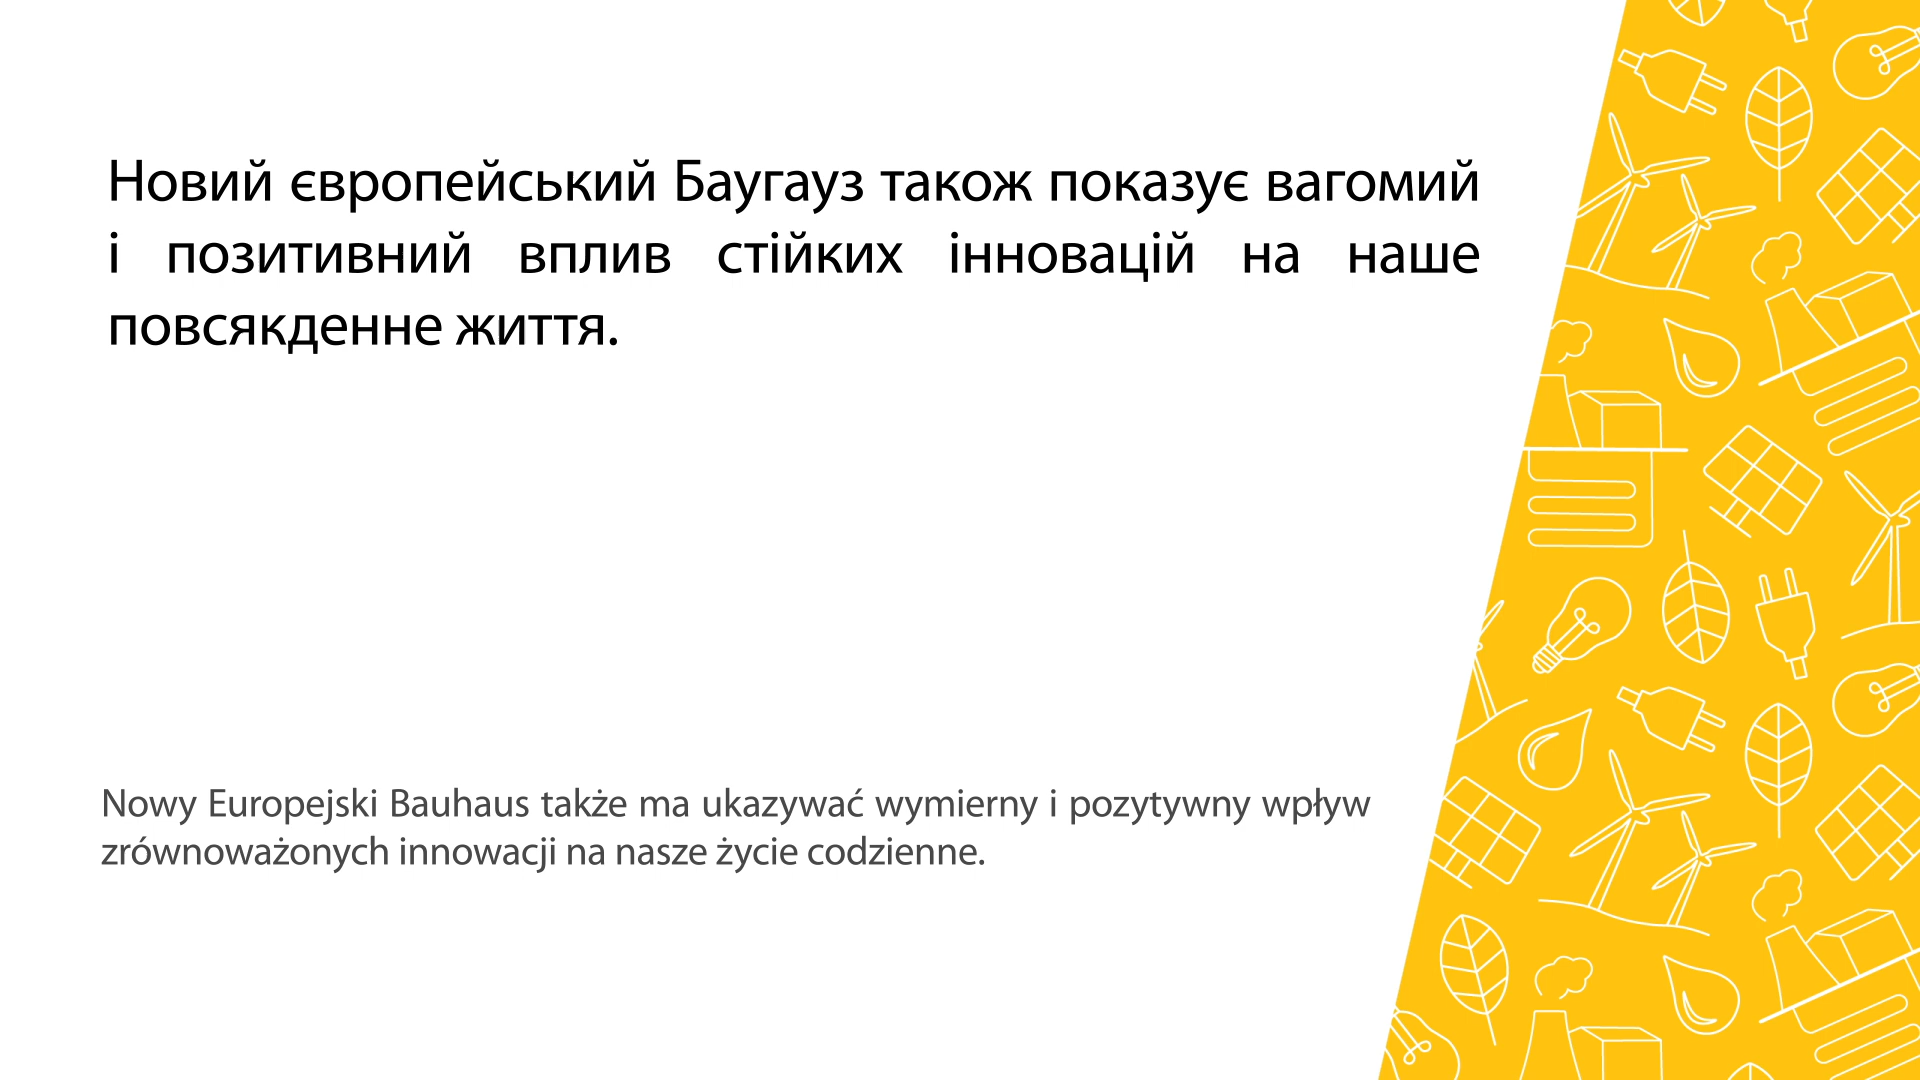 Новий європейський Баугауз також показує вагомий
і позитивний вплив стійких інновацій на наше
повсякденне життя.
Nowy Europejski Bauhaus także ma ukazywać wymierny i pozytywny wpływ
zrównoważonych innowacji na nasze życie codzienne.